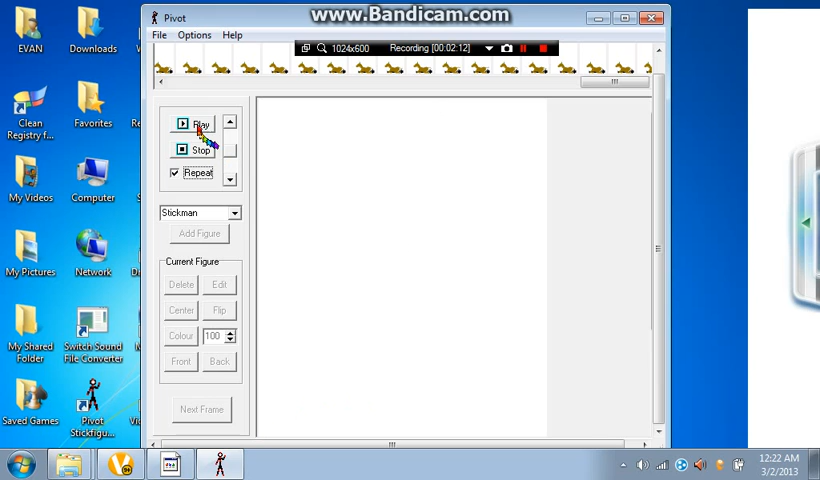 www.Bandicam.com
Pivot
File Options Help
1024x600 Recording [00:02:12]
Play
Stop
Repeat
Stickman
Add Figure
Current Figure
Delete Edit
Center Flip
Colour 100
Front Back
Next Frame
EVAN
Downloads
Clean
Registry f...
Favorites
My Videos
Computer
My Pictures
Network
My Shared
Folder
Switch Sound
File Converter
Saved Games
Pivot
Stickfigu...
12:22 AM
3/2/2013